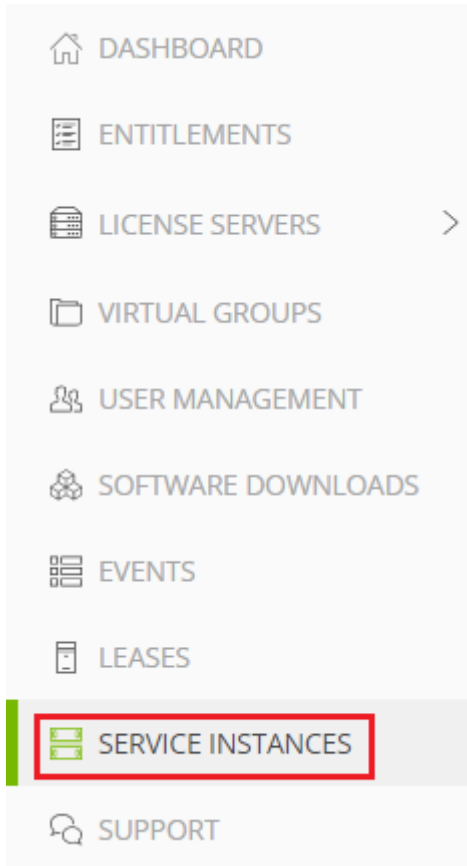 DASHBOARD
ENTITLEMENTS
LICENSE SERVERS
VIRTUAL GROUPS
USER MANAGEMENT
SOFTWARE DOWNLOADS
EVENTS
LEASES
SERVICE INSTANCES
SUPPORT